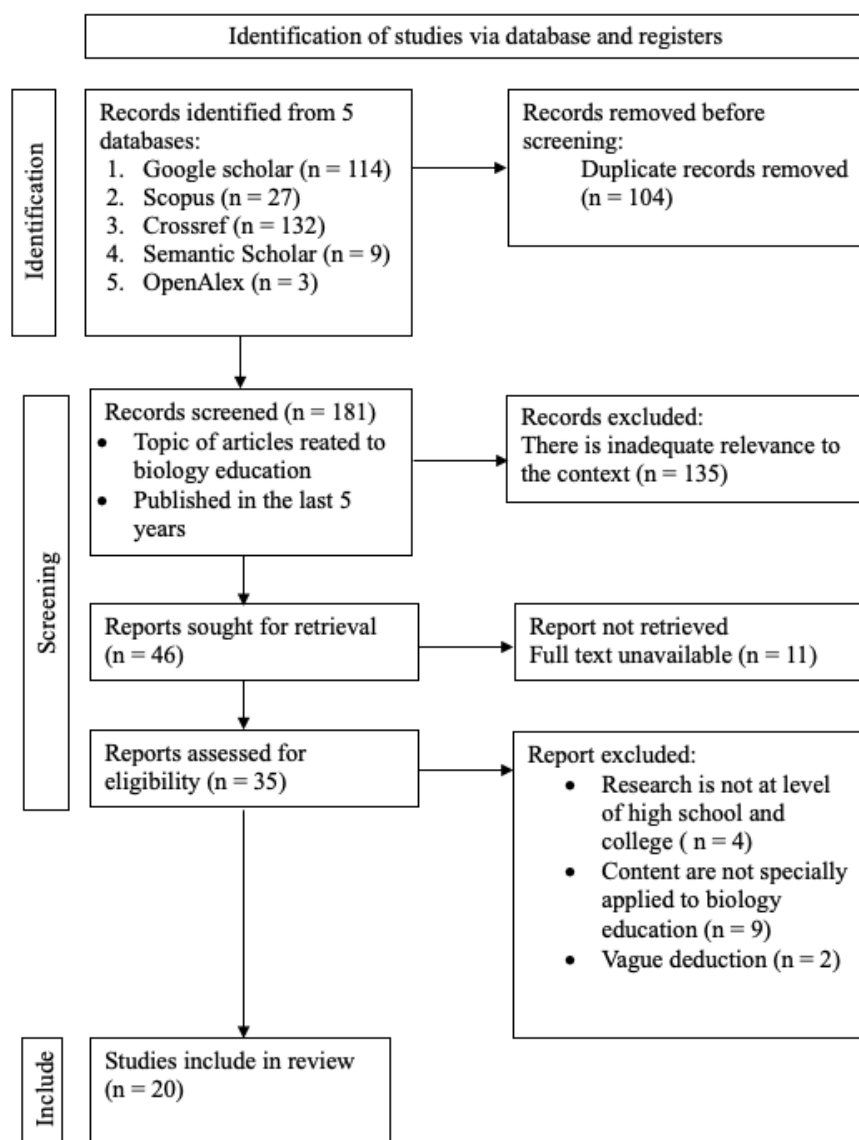 Identification of studies via database and registers
Identification
Records identified from 5
databases:
1. Google scholar (n = 114)
2. Scopus (n = 27)
3. Crossref (n = 132)
4. Semantic Scholar (n = 9)
5. OpenAlex (n = 3)
Records removed before
screening:
Duplicate records removed
(n = 104)
Screening
Records screened (n = 181)
• Topic of articles reated to
biology education
• Published in the last 5
years
Records excluded:
There is inadequate relevance to
the context (n = 135)
Reports sought for retrieval
(n = 46)
Report not retrieved
Full text unavailable (n = 11)
Reports assessed for
eligibility (n = 35)
Report excluded:
• Research is not at level
of high school and
college ( n = 4)
• Content are not specially
applied to biology
education (n = 9)
• Vague deduction (n = 2)
Include
Studies include in review
(n = 20)